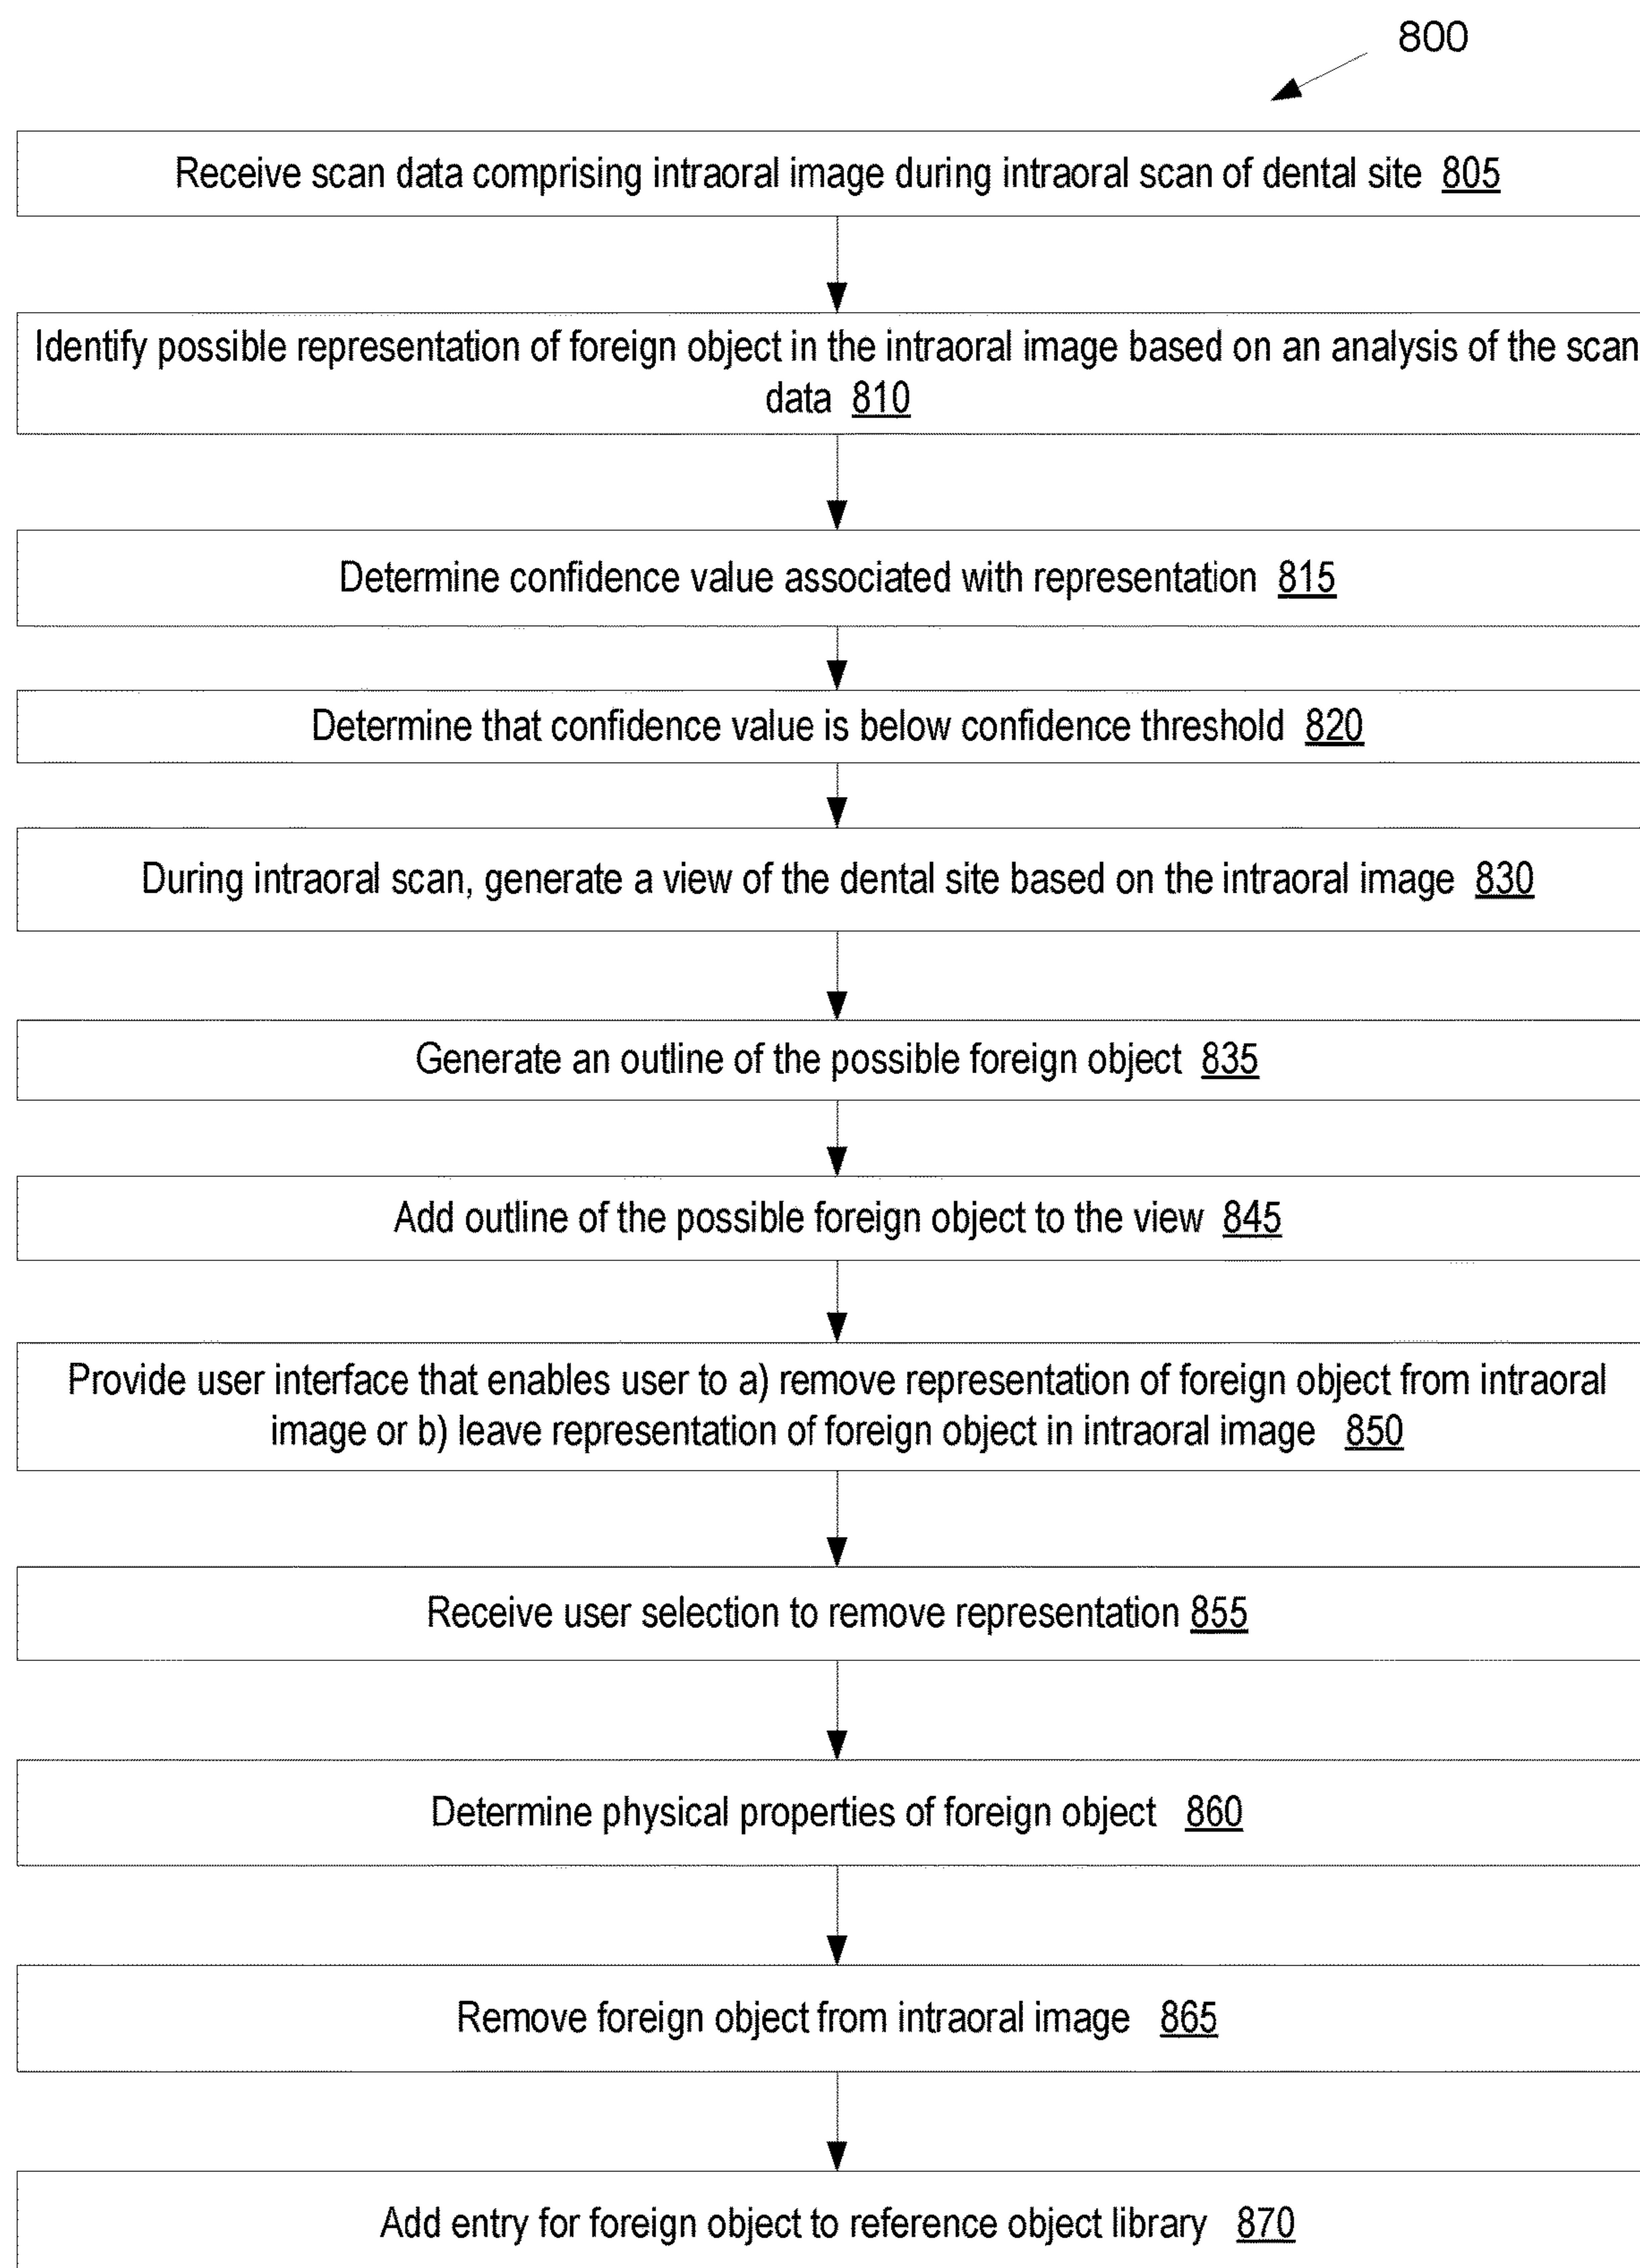 800
Receive scan data comprising intraoral image during intraoral scan of dental site 805
Identify possible representation of foreign object in the intraoral image based on an analysis of the scan
data 810
Determine confidence value associated with representation 815
Determine that confidence value is below confidence threshold 820
During intraoral scan, generate a view of the dental site based on the intraoral image 830
Generate an outline of the possible foreign object 835
Add outline of the possible foreign object to the view 845
Provide user interface that enables user to a) remove representation of foreign object from intraoral
image or b) leave representation of foreign object in intraoral image 850
Receive user selection to remove representation 855
Determine physical properties of foreign object 860
Remove foreign object from intraoral image 865
Add entry for foreign object to reference object library 870